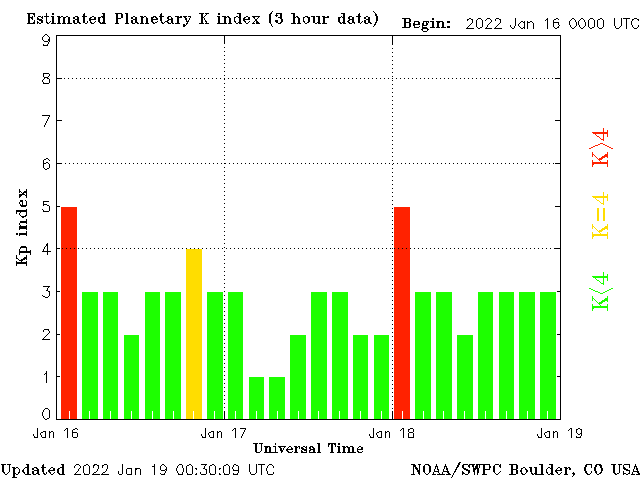 Estimated Planetary K index (3 hour data) Begin: 2022 Jan 16 0000 UTC
9
8
7
6
5
4
3
2
1
0
Kp index
K>4
K=4
K<4
Jan 16 Jan 17 Jan 18 Jan 19
Universal Time
Updated 2022 Jan 19 00:30:09 UTC NOAA/SWPC Boulder, CO USA